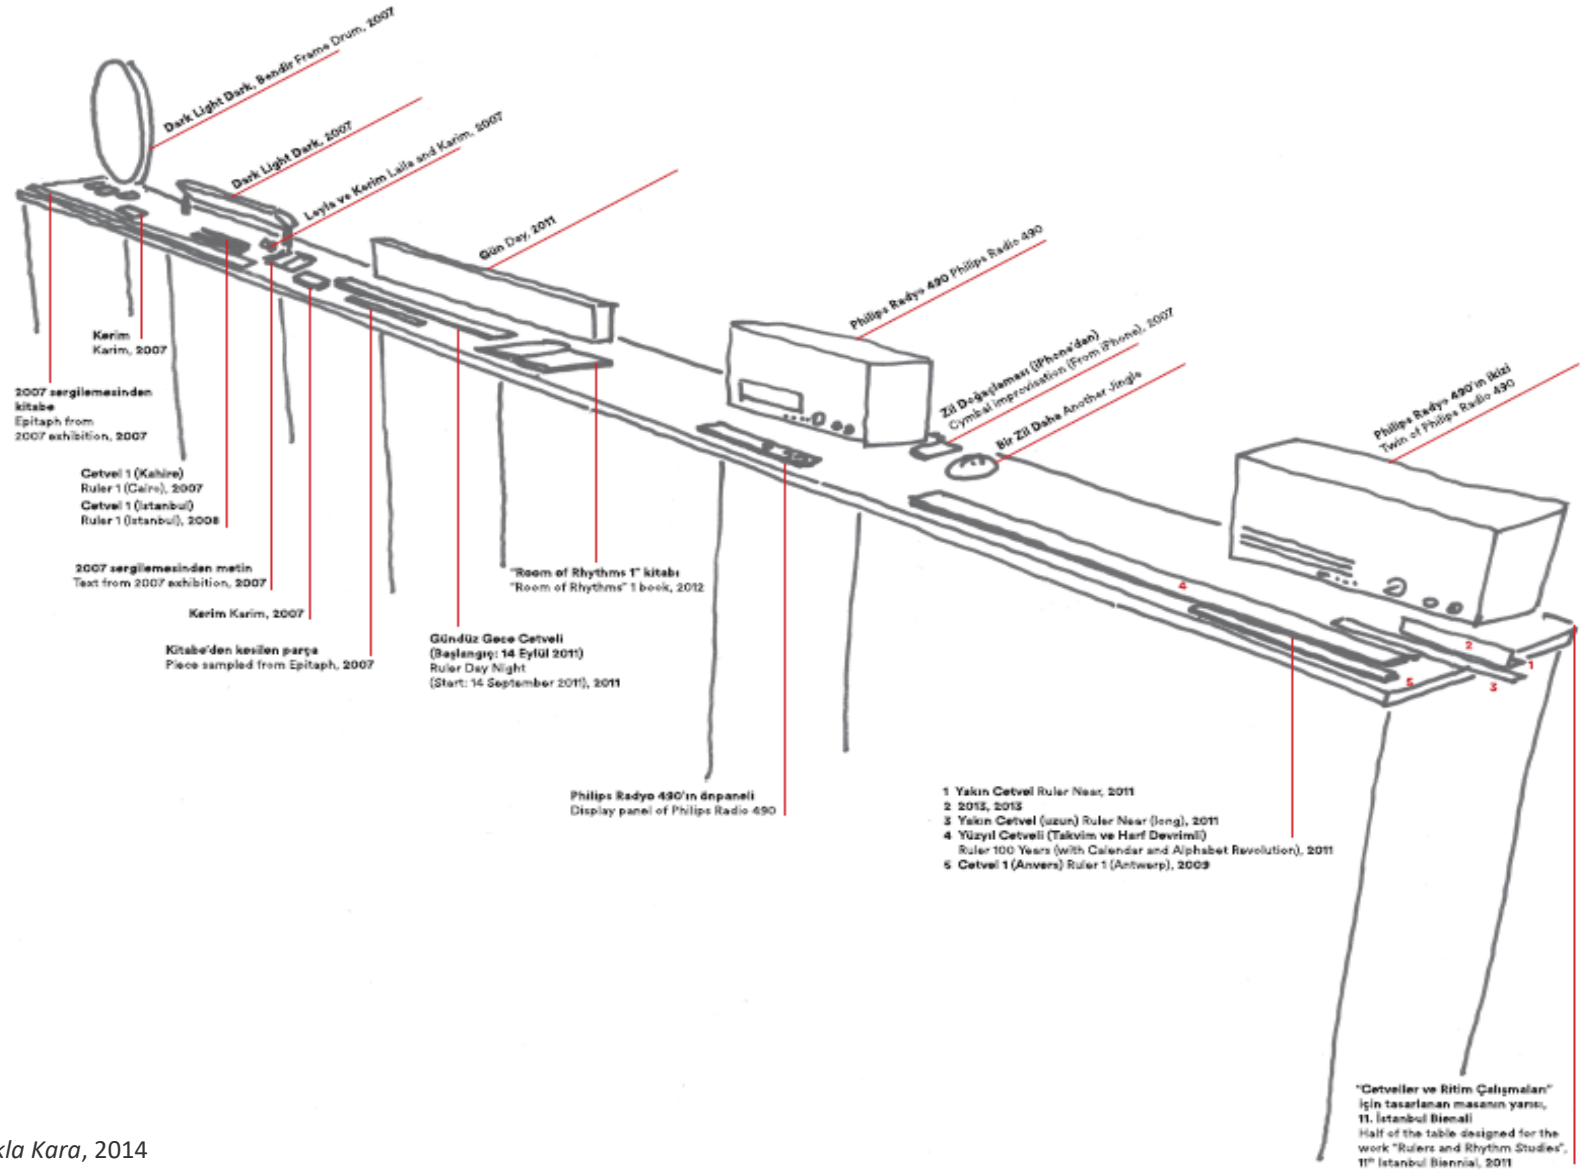 Dark Light Dark, Bendir Frame Drum, 2007
Dark Light Dark, 2007
Leyla ve Kerim Laila and Karim, 2007
Gün Day, 2011
Philips Radyo 490 Philips Radio 490
Zil Doğaçlaması (iPhone'dan)
Cymbal improvisation (From iPhone), 2007
Bir Zil Daha Another Jingle
Philips Radyo 490'ın ikizi
Twin of Philips Radio 490
Kerim
Karim, 2007
2007 sergilemesinden
kitabe
Epitaph from
2007 exhibition, 2007
Cetvel 1 (Kahire)
Ruler 1 (Cairo), 2007
Cetvel 1 (İstanbul)
Ruler 1 (Istanbul), 2008
2007 sergilemesinden metin
Text from 2007 exhibition, 2007
Kerim Karim, 2007
Kitabe'den kesilen parça
Piece sampled from Epitaph, 2007
Gündüz Gece Cetveli
(Başlangıç: 14 Eylül 2011)
Ruler Day Night
(Start: 14 September 2011), 2011
"Room of Rhythms 1" kitabı
"Room of Rhythms" 1 book, 2012
Philips Radyo 490'ın önpaneli
Display panel of Philips Radio 490
4
2
1
3
5
1 Yakın Cetvel Ruler Near, 2011
2 2013, 2013
3 Yakın Cetvel (uzun) Ruler Near (long), 2011
4 Yüzyıl Cetveli (Takvim ve Harf Devrimli)
Ruler 100 Years (with Calendar and Alphabet Revolution), 2011
5 Cetvel 1 (Anvers) Ruler 1 (Antwerp), 2009
"Cetveller ve Ritim Çalışmaları"
için tasarlanan masanın yarısı,
11. İstanbul Bienali
Half of the table designed for the
work "Rulers and Rhythm Studies",
11th Istanbul Biennial, 2011
kla Kara, 2014